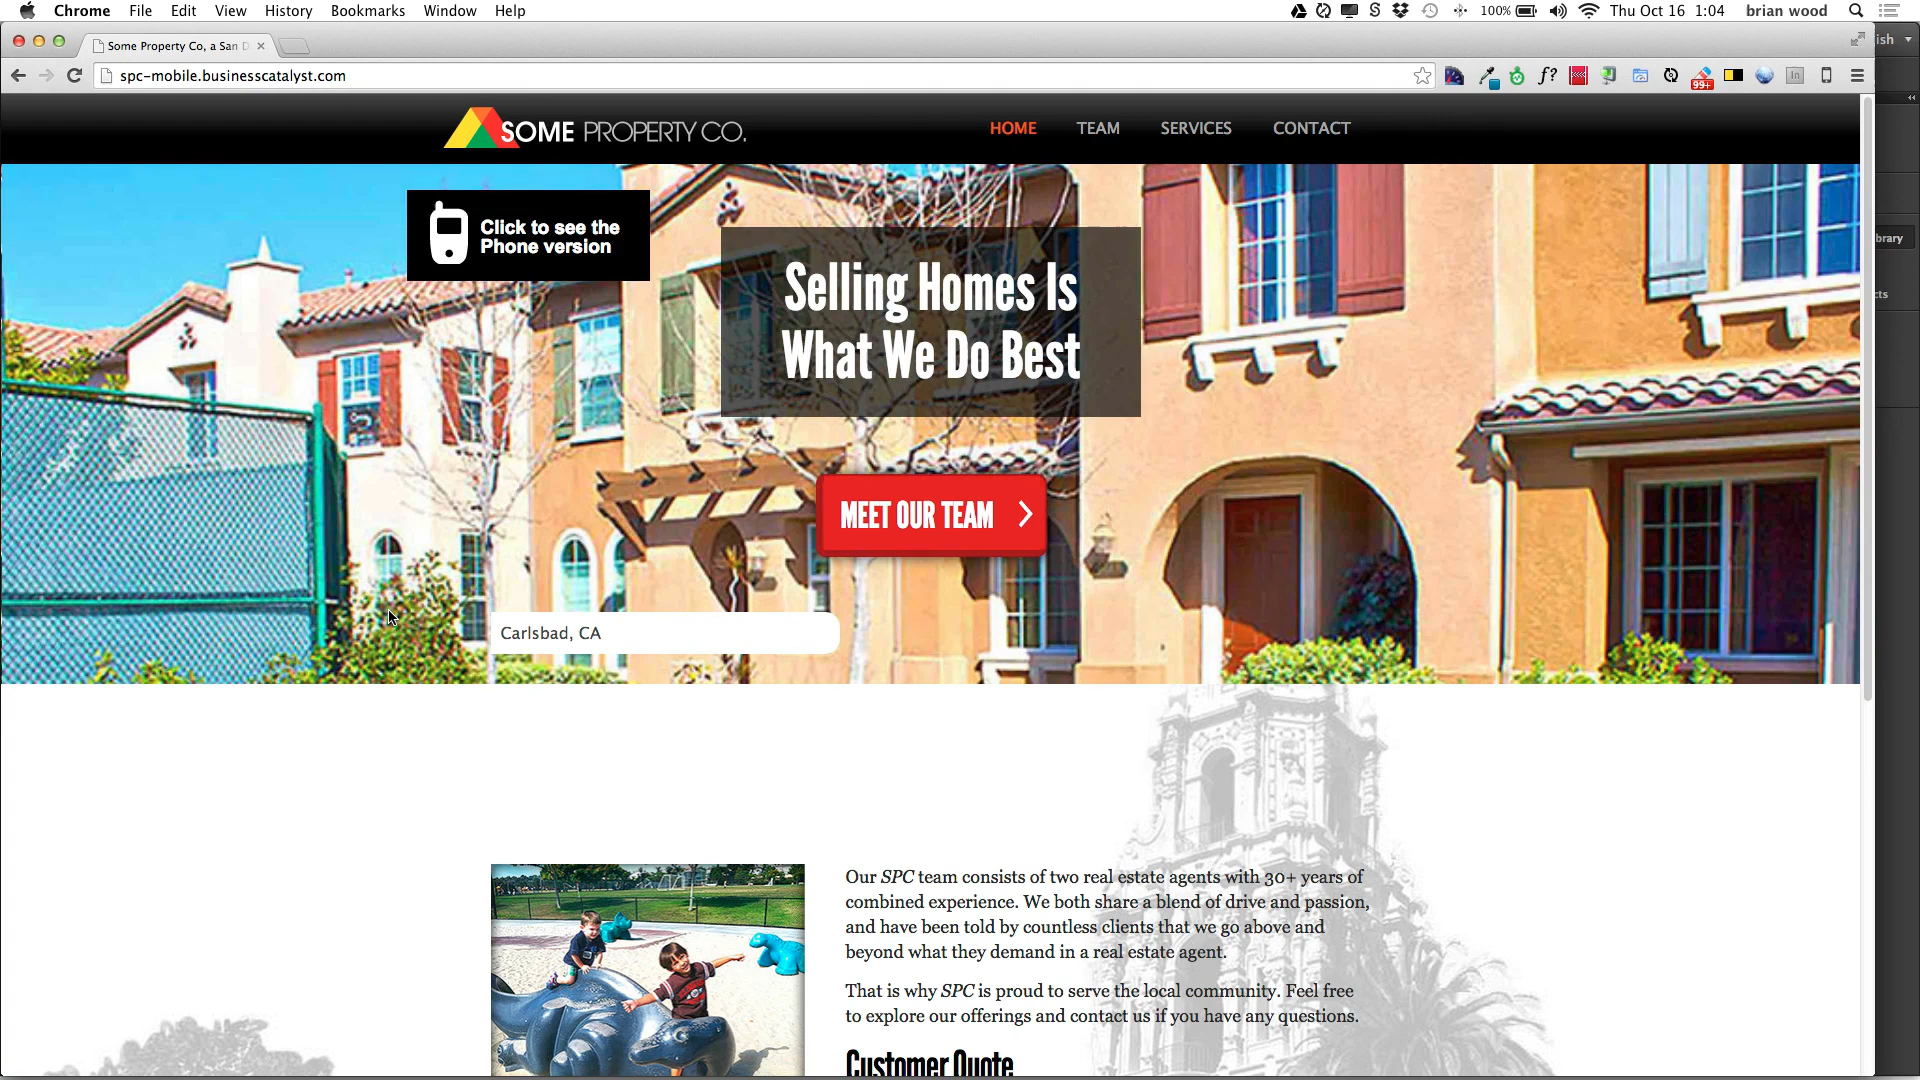 Chrome File Edit View History Bookmarks Window Help
100% Thu Oct 16 1:04 brian wood
Some Property Co, a San D
ish
spc-mobile.businesscatalyst.com
99+
SOME PROPERTY CO.
HOME TEAM SERVICES CONTACT
Click to see the
Phone version
brary
Selling Homes Is
What We Do Best
cts
MEET OUR TEAM
Carlsbad, CA
Our SPC team consists of two real estate agents with 30+ years of
combined experience. We both share a blend of drive and passion,
and have been told by countless clients that we go above and
beyond what they demand in a real estate agent.
That is why SPC is proud to serve the local community. Feel free
to explore our offerings and contact us if you have any questions.
Customer Quote